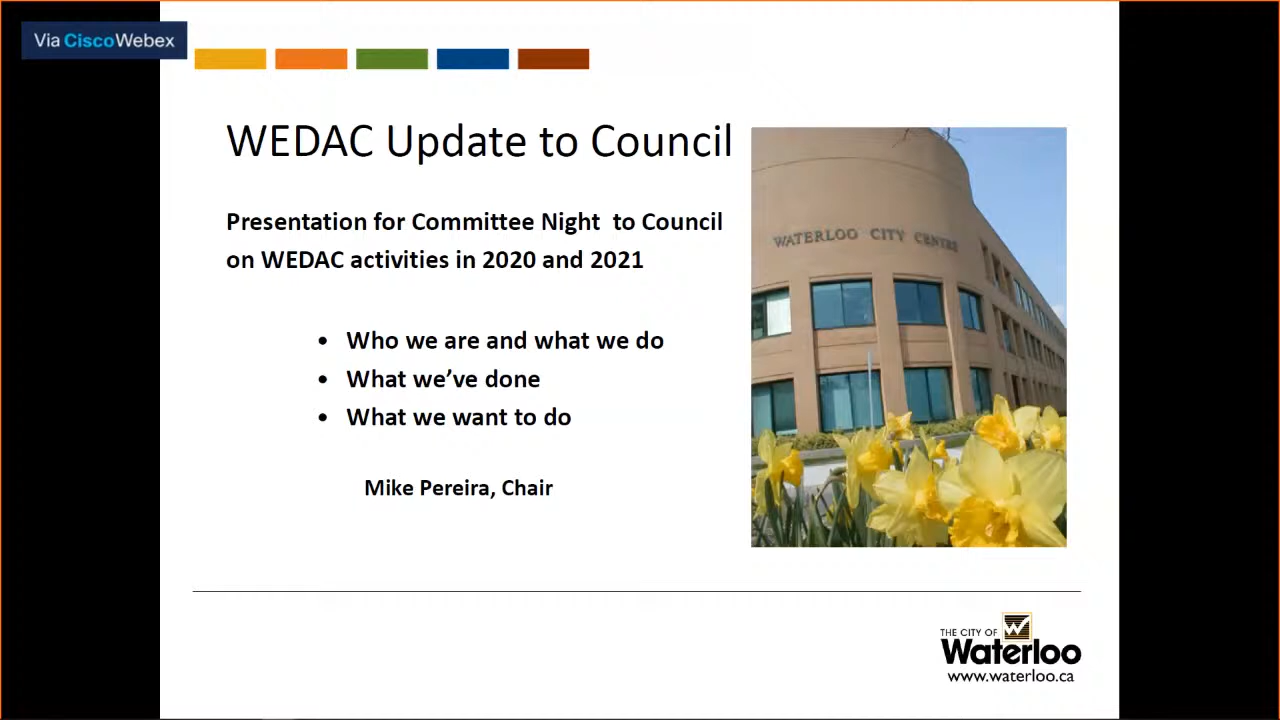 Via CiscoWebex
WEDAC Update to Council
Presentation for Committee Night to Council
on WEDAC activities in 2020 and 2021
WATERLOO CITY CENTRE
• Who we are and what we do
• What we've done
• What we want to do
Mike Pereira, Chair
THE CITY OF
Waterloo
www.waterloo.ca